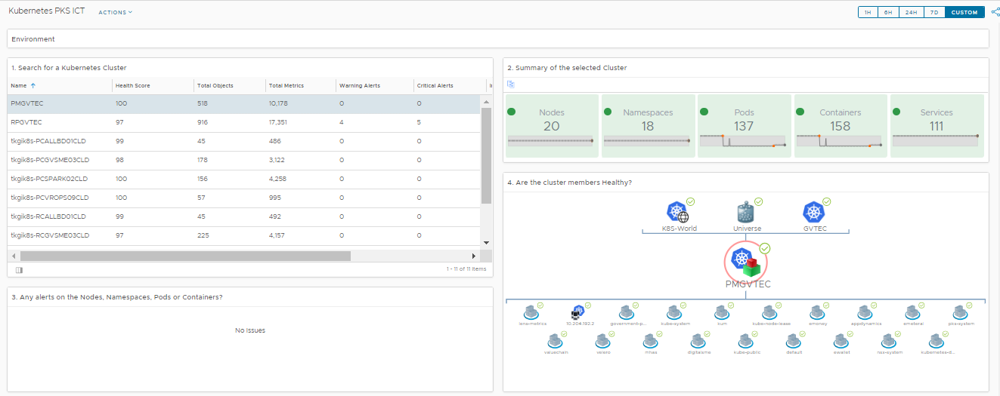 Kubernetes PKS ICT
ACTIONS
1H 6H 24H 7D CUSTOM
Environment
1. Search for a Kubernetes Cluster
Name Health Score Total Objects Total Metrics Warning Alerts Critical Alerts
PMGVTEC 100 518 10,178 0 0
RPGVTEC 97 916 17,351 4 5
tkgik8s-PCALLBD01CLD 99 45 486 0 0
tkgik8s-PCGVSME03CLD 98 178 3,122 0 0
tkgik8s-PCSPARK02CLD 100 156 4,258 0 0
tkgik8s-PCVROPS09CLD 100 57 995 0 0
tkgik8s-RCALLBD01CLD 99 45 492 0 0
tkgik8s-RCGVSME03CLD 97 225 4,157 0 0
1 - 11 of 11 items
2. Summary of the selected Cluster
Nodes Namespaces Pods Containers Services
20 18 137 158 111
3. Any alerts on the Nodes, Namespaces, Pods or Containers?
No Issues
4. Are the cluster members Healthy?
K8S-World Universe GVTEC
PMGVTEC
lens-metrics 10.204.192.2 government-p... kube-system kum kube-node-lease emoney appdynamics pks-system
valuechain velero mhas digitalsme kube-public default ewallet nsx-system kubernetes-d...